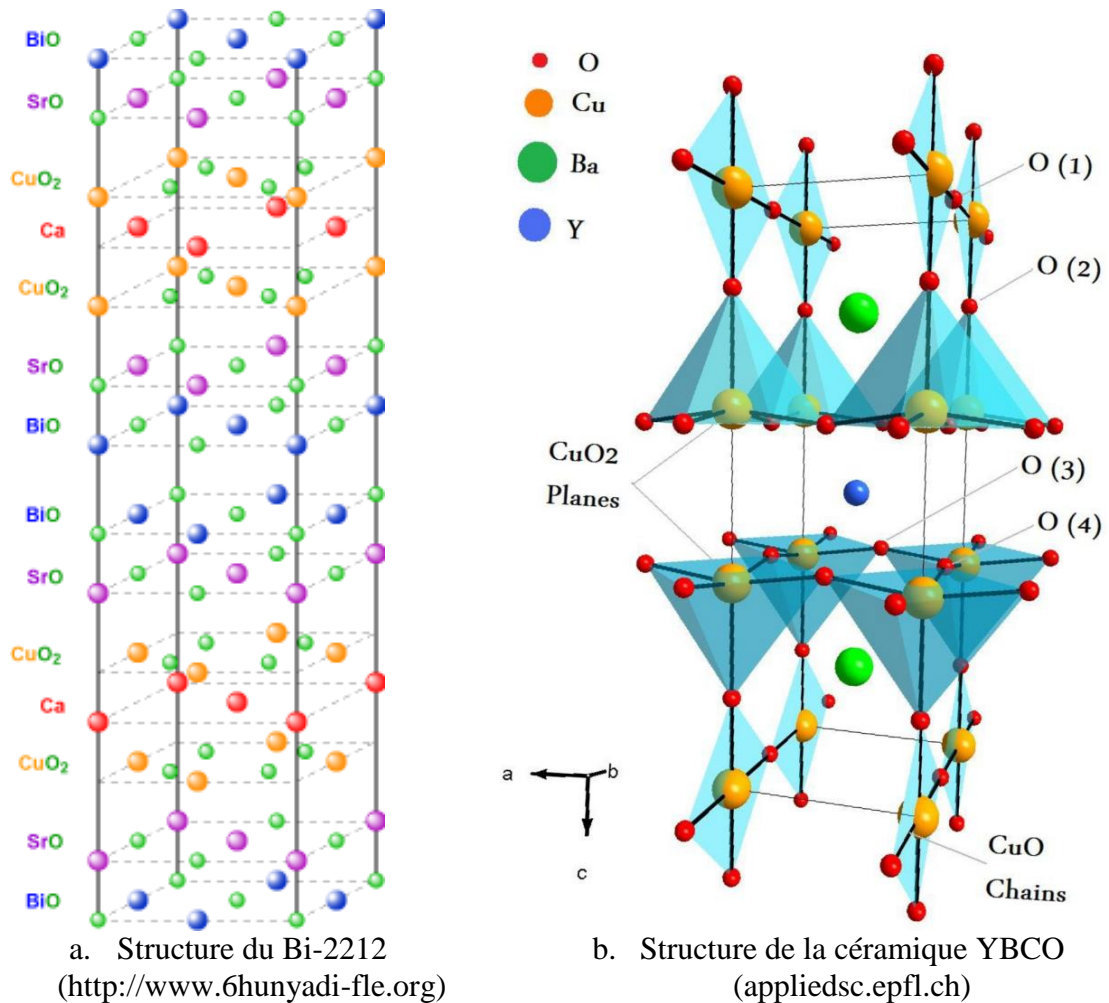 BiO
SrO
CuO₂
Ca
CuO₂
SrO
BiO
BiO
SrO
CuO₂
Ca
CuO₂
SrO
BiO
O
Cu
Ba
Y
O (1)
O (2)
CuO2
Planes
O (3)
O (4)
a
b
c
CuO
Chains
a. Structure du Bi-2212
(http://www.6hunyadi-fle.org)
b. Structure de la céramique YBCO
(appliedsc.epfl.ch)